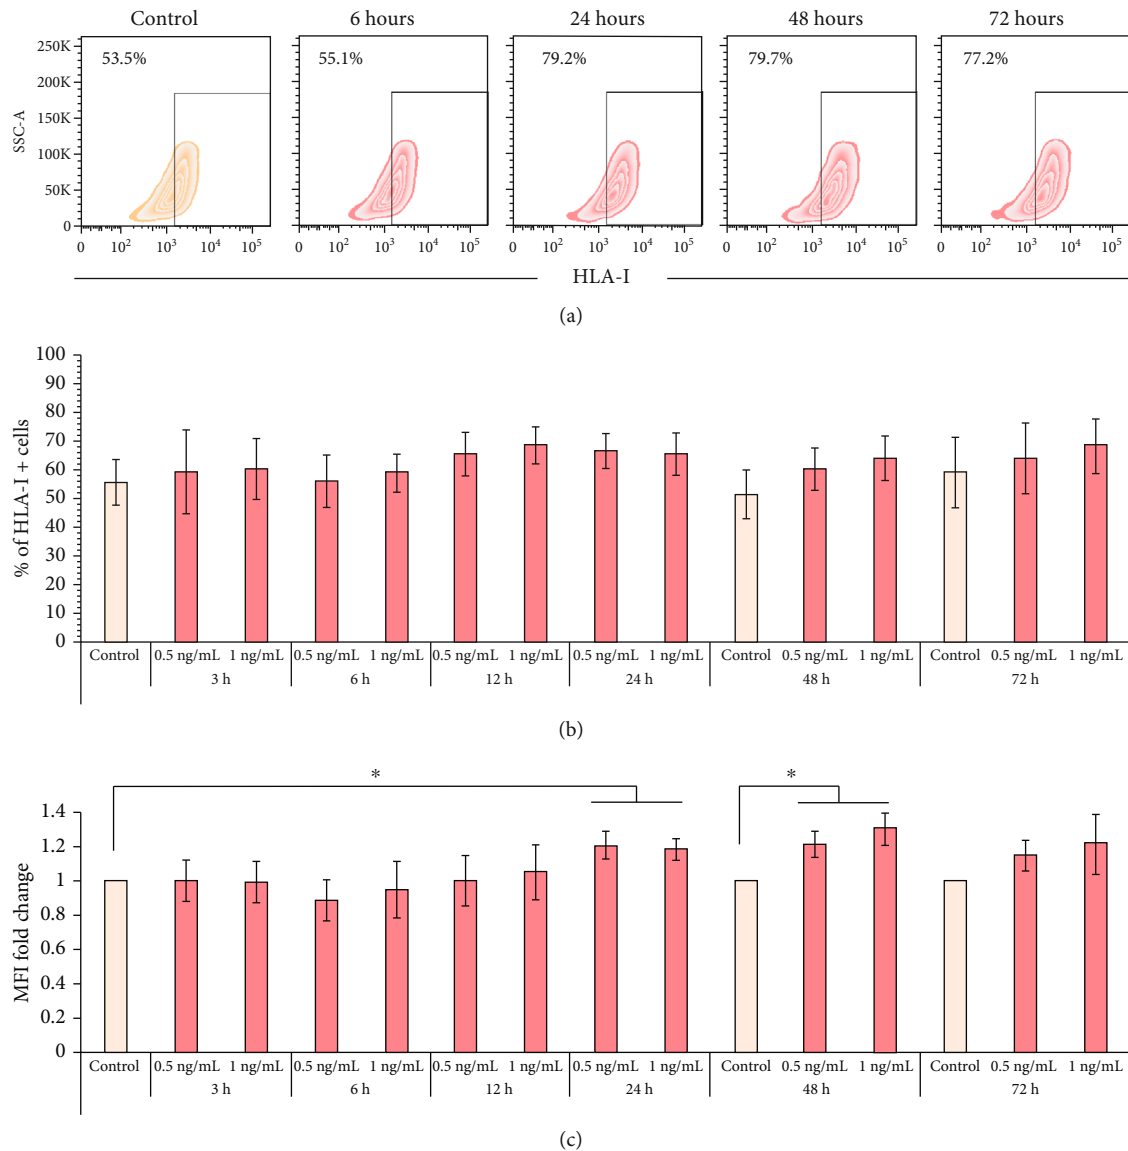 Control 6 hours 24 hours 48 hours 72 hours
250K 53.5% 55.1% 79.2% 79.7% 77.2%
200K
150K
100K
50K
0
SSC-A
0 10² 10³ 10⁴ 10⁵ 0 10² 10³ 10⁴ 10⁵ 0 10² 10³ 10⁴ 10⁵ 0 10² 10³ 10⁴ 10⁵ 0 10² 10³ 10⁴ 10⁵
HLA-I
(a)
100
90
80
70
60
50
40
30
20
10
0
% of HLA-I + cells
Control 0.5 ng/mL 1 ng/mL 0.5 ng/mL 1 ng/mL 0.5 ng/mL 1 ng/mL 0.5 ng/mL 1 ng/mL Control 0.5 ng/mL 1 ng/mL Control 0.5 ng/mL 1 ng/mL
3 h 6 h 12 h 24 h 48 h 72 h
(b)
* *
1.4
1.2
1
0.8
0.6
0.4
0.2
0
MFI fold change
Control 0.5 ng/mL 1 ng/mL 0.5 ng/mL 1 ng/mL 0.5 ng/mL 1 ng/mL 0.5 ng/mL 1 ng/mL Control 0.5 ng/mL 1 ng/mL Control 0.5 ng/mL 1 ng/mL
3 h 6 h 12 h 24 h 48 h 72 h
(c)